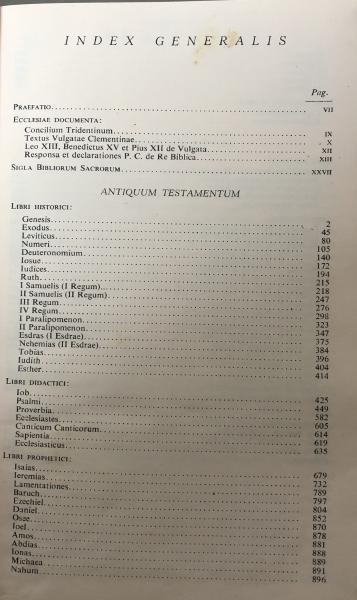 INDEX GENERALIS
Pag.
PRAEFATIO VII
ECCLESIAE DOCUMENTA:
Concilium Tridentinum IX
Textus Vulgatae Clementinae X
Leo XIII, Benedictus XV et Pius XII de Vulgata XII
Responsa et declarationes P. C. de Re Biblica XIII
SIGLA BIBLIORUM SACRORUM XXVII
ANTIQUUM TESTAMENTUM
LIBRI HISTORICI:
Genesis 2
Exodus 45
Leviticus 80
Numeri 105
Deuteronomium 140
Iosue 172
Iudices 194
Ruth 215
I Samuelis (I Regum) 218
II Samuelis (II Regum) 247
III Regum 276
IV Regum 298
I Paralipomenon 323
II Paralipomenon 347
Esdras (I Esdrae) 375
Nehemias (II Esdrae) 384
Tobias 396
Iudith 404
Esther 414
LIBRI DIDACTICI:
Iob 425
Psalmi 449
Proverbia 582
Ecclesiastes 605
Canticum Canticorum 614
Sapientia 619
Ecclesiasticus 635
LIBRI PROPHETICI:
Isaias 679
Ieremias 732
Lamentationes 789
Baruch 797
Ezechiel 804
Daniel 852
Osee 870
Ioel 878
Amos 881
Abdias 888
Ionas 889
Michaea 891
Nahum 896